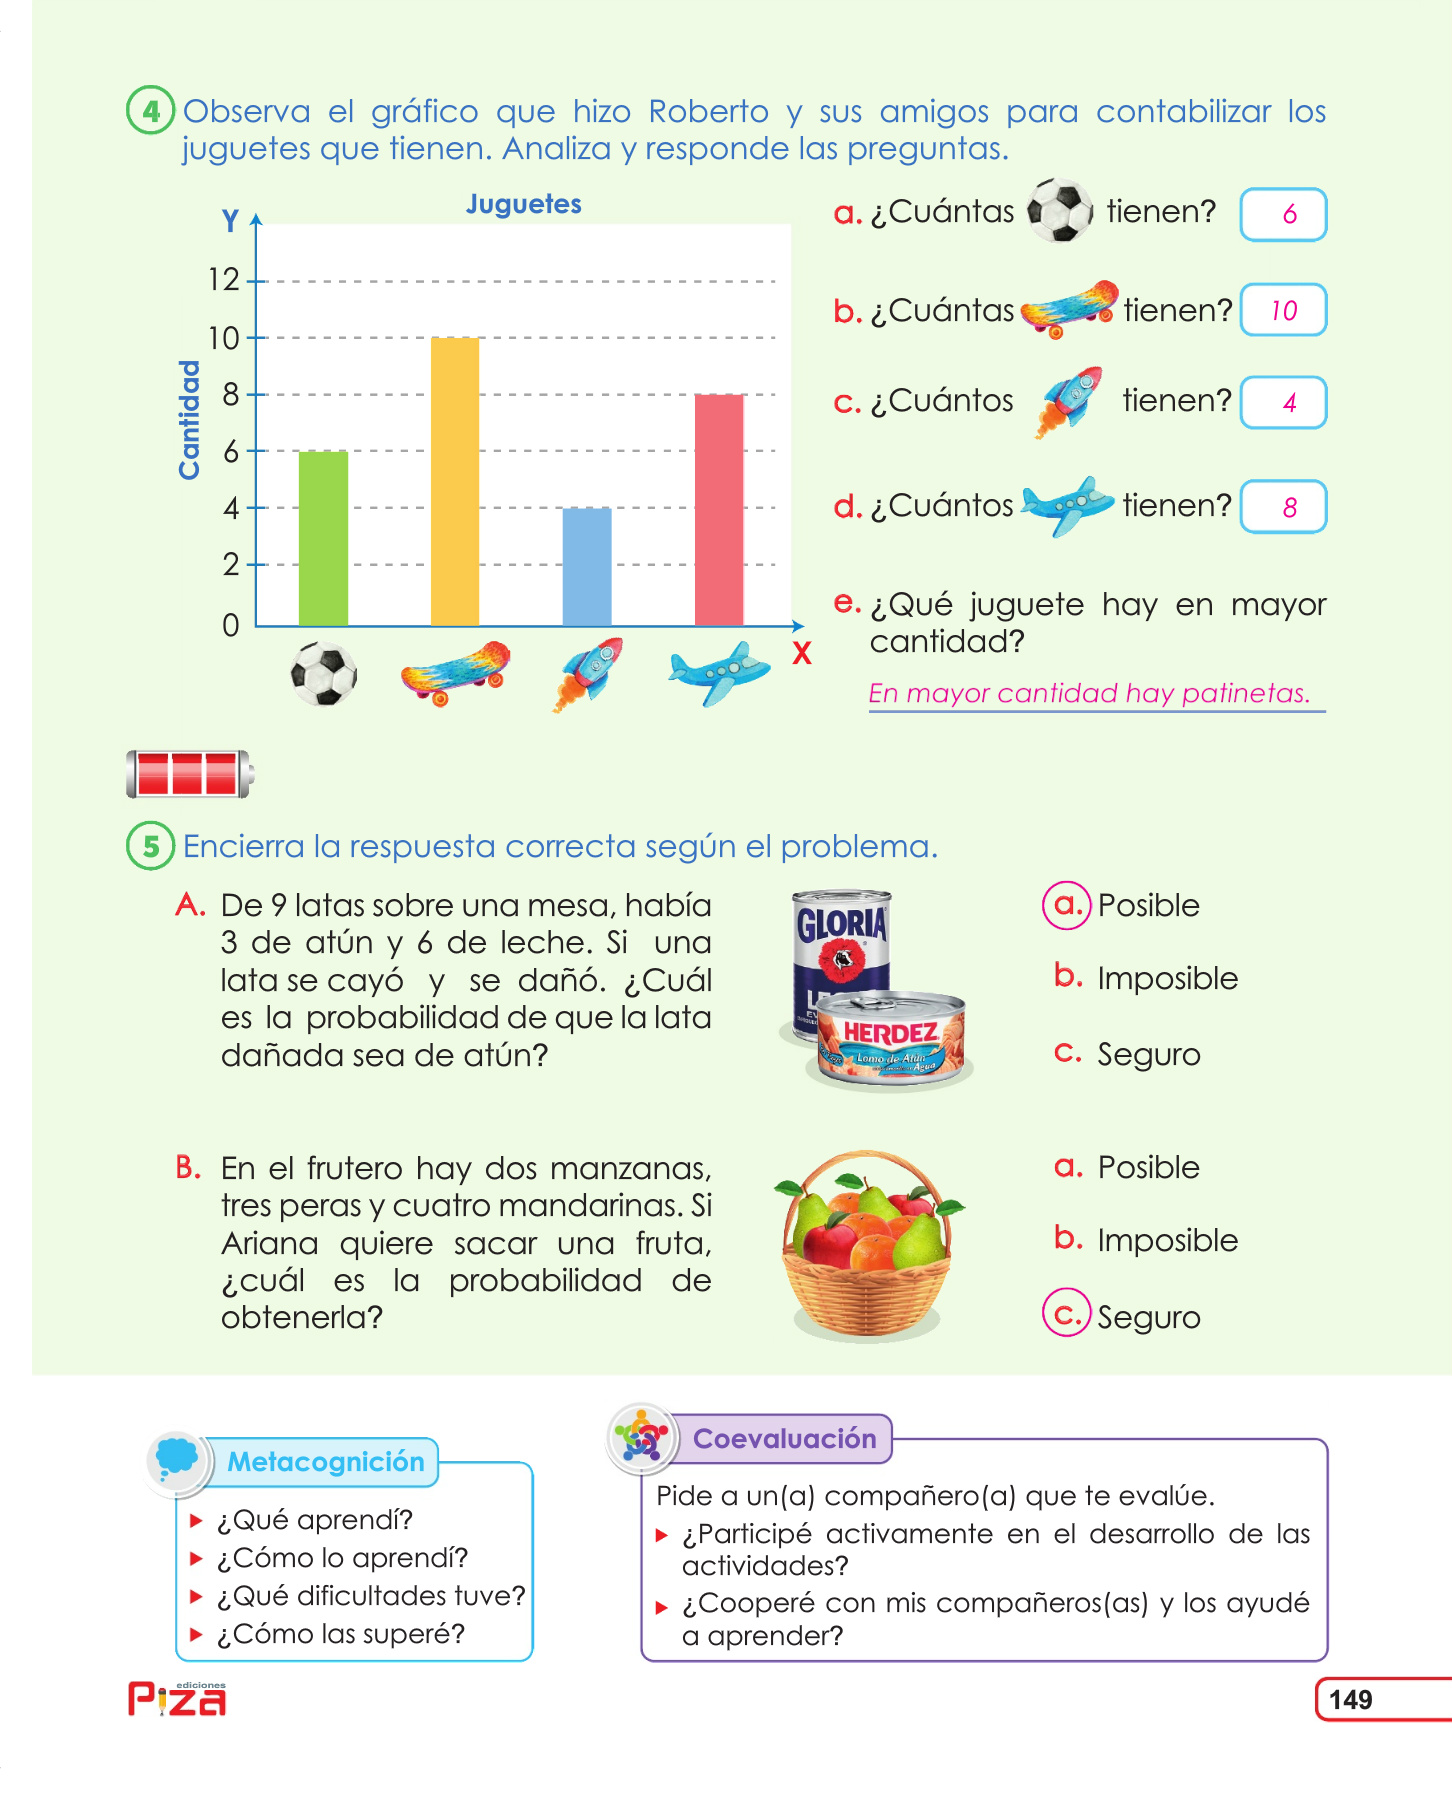 4 Observa el gráfico que hizo Roberto y sus amigos para contabilizar los
juguetes que tienen. Analiza y responde las preguntas.
Juguetes
Y
Cantidad
12
10
8
6
4
2
0
X
a. ¿Cuántas tienen? 6
b. ¿Cuántas tienen? 10
c. ¿Cuántos tienen? 4
d. ¿Cuántos tienen? 8
e. ¿Qué juguete hay en mayor
cantidad?
En mayor cantidad hay patinetas.
5 Encierra la respuesta correcta según el problema.
A. De 9 latas sobre una mesa, había
3 de atún y 6 de leche. Si una
lata se cayó y se dañó. ¿Cuál
es la probabilidad de que la lata
dañada sea de atún?
GLORIA
HERDEZ
Lomo de Atún
Agua
a. Posible
b. Imposible
c. Seguro
B. En el frutero hay dos manzanas,
tres peras y cuatro mandarinas. Si
Ariana quiere sacar una fruta,
¿cuál es la probabilidad de
obtenerla?
a. Posible
b. Imposible
c. Seguro
Metacognición
¿Qué aprendí?
¿Cómo lo aprendí?
¿Qué dificultades tuve?
¿Cómo las superé?
Coevaluación
Pide a un(a) compañero(a) que te evalúe.
¿Participé activamente en el desarrollo de las
actividades?
¿Cooperé con mis compañeros(as) y los ayudé
a aprender?
ediciones
Piza
149